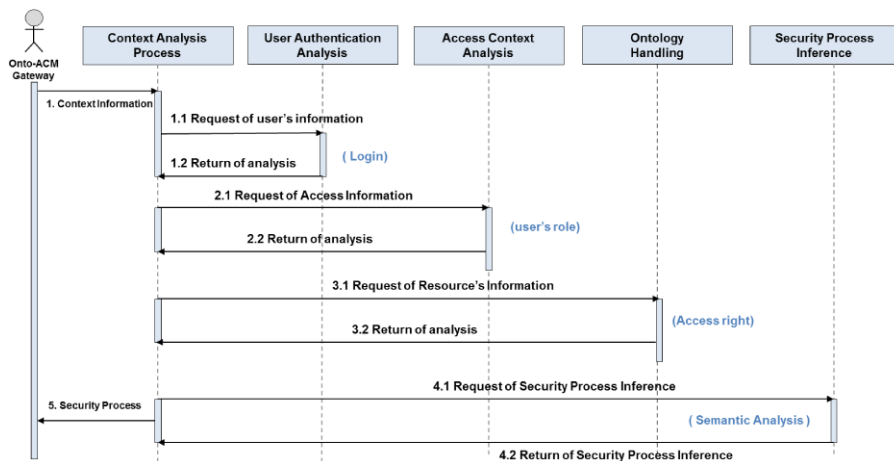 Onto-ACM
Gateway
Context Analysis
Process
User Authentication
Analysis
Access Context
Analysis
Ontology
Handling
Security Process
Inference
1. Context Information
1.1 Request of user's information
1.2 Return of analysis
( Login)
2.1 Request of Access Information
2.2 Return of analysis
(user's role)
3.1 Request of Resource's Information
3.2 Return of analysis
(Access right)
4.1 Request of Security Process Inference
5. Security Process
( Semantic Analysis )
4.2 Return of Security Process Inference